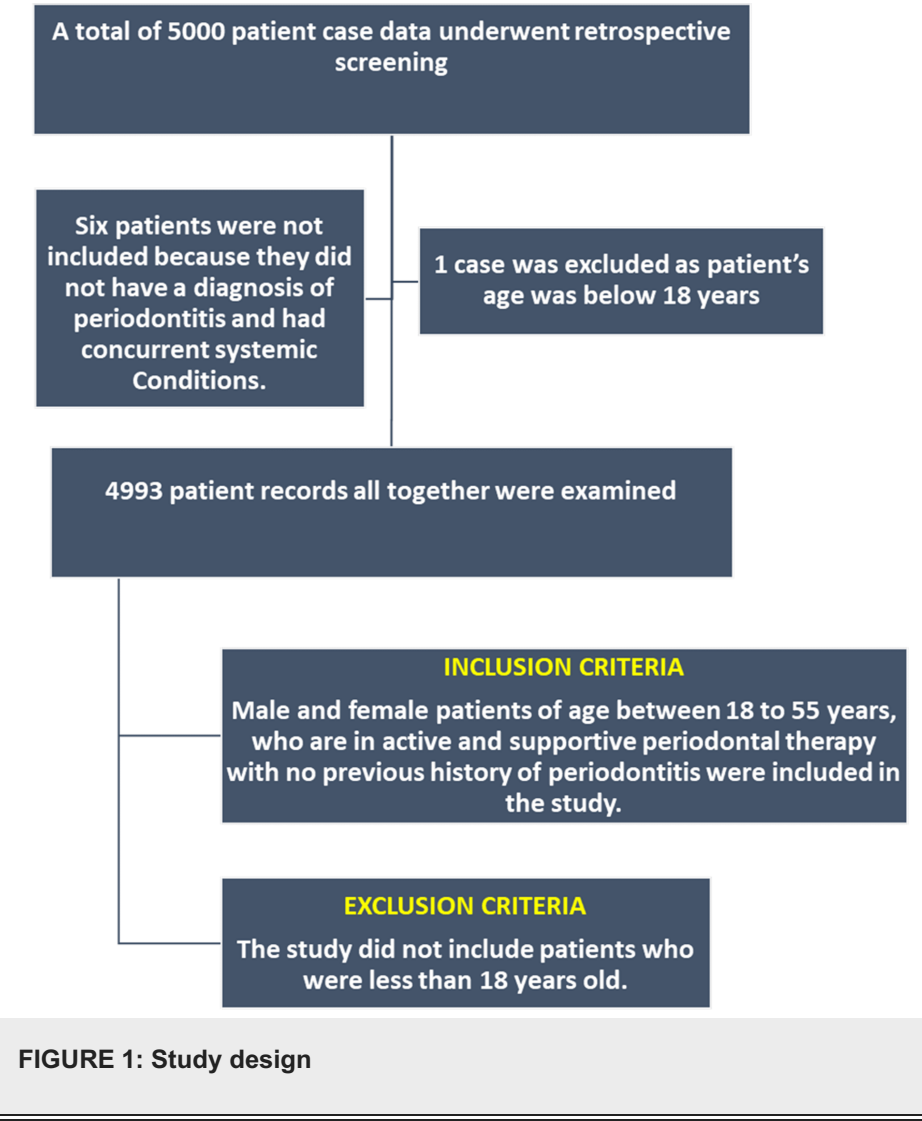 A total of 5000 patient case data underwent retrospective
screening
Six patients were not
included because they did
not have a diagnosis of
periodontitis and had
concurrent systemic
Conditions.
1 case was excluded as patient's
age was below 18 years
4993 patient records all together were examined
INCLUSION CRITERIA
Male and female patients of age between 18 to 55 years,
who are in active and supportive periodontal therapy
with no previous history of periodontitis were included in
the study.
EXCLUSION CRITERIA
The study did not include patients who
were less than 18 years old.
FIGURE 1: Study design